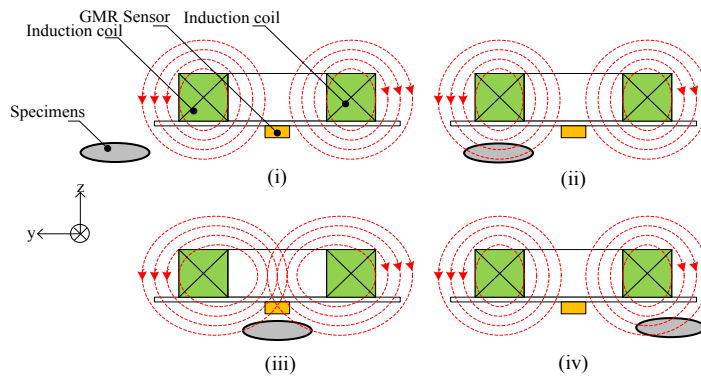 GMR Sensor
Induction coil
Induction coil
Specimens
(i)
(ii)
z
y
(iii)
(iv)